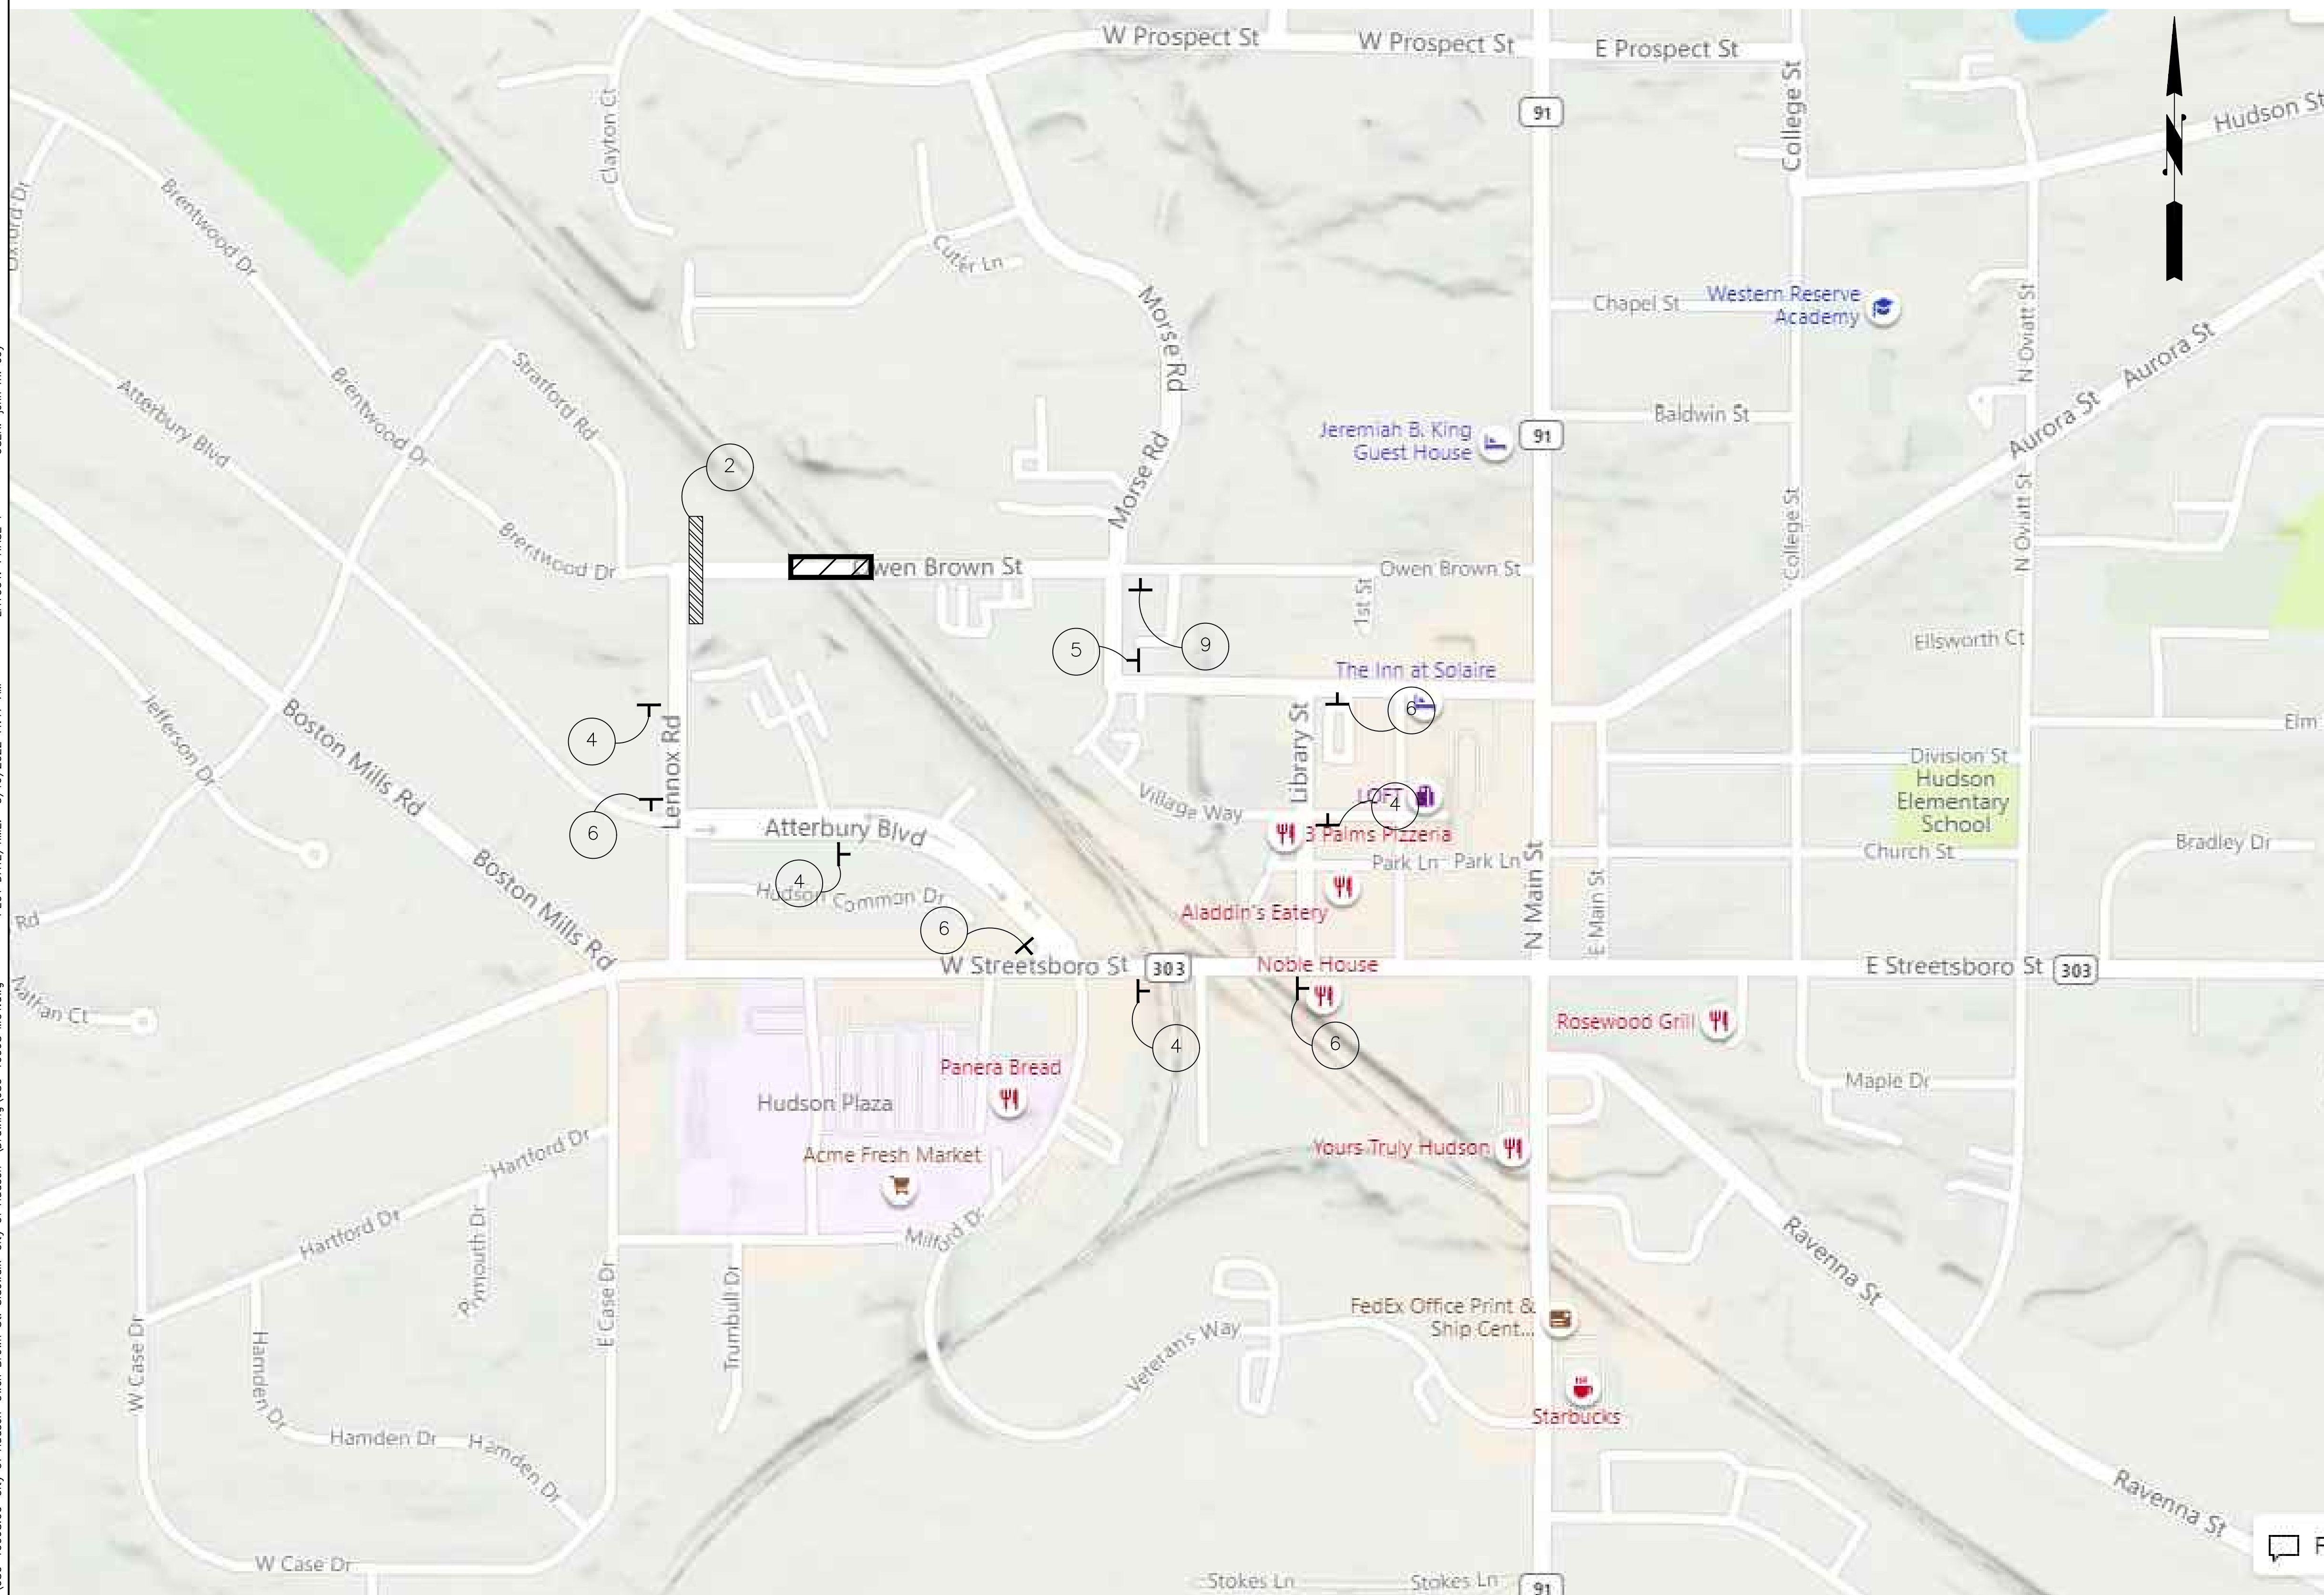 W Prospect St
W Prospect St
E Prospect St
91
College St
Hudson St
Clayton Ct
Brentwood Dr
Oxford Dr
Cutler Ln
Morse Rd
Chapel St
Western Reserve
Academy
N Oviatt St
Aurora St
Aurora St
Atterbury Blvd
Brentwood Dr
Stratford Rd
Baldwin St
Jeremiah B. King
Guest House
91
2
Morse Rd
College St
N Oviatt St
Brentwood Dr
Owen Brown St
Owen Brown St
1st St
5
9
Ellsworth Ct
The Inn at Solaire
6
Jefferson Dr
Boston Mills Rd
4
Lennox Rd
Library St
Elm
Division St
Hudson
Elementary
School
6
Atterbury Blvd
Village Way
LOFT
4
3 Palms Pizzeria
Park Ln
Park Ln
N Main St
E Main St
Church St
Bradley Dr
Boston Mills Rd
4
Hudson Common Dr
Aladdin's Eatery
Rd
6
W Streetsboro St
303
Noble House
E Streetsboro St
303
Nathan Ct
4
6
Rosewood Grill
Panera Bread
Hudson Plaza
Maple Dr
Hartford Dr
Acme Fresh Market
Yours Truly Hudson
Hartford Dr
Plymouth Dr
Milford Dr
Ravenna St
W Case Dr
Hamden Dr
E Case Dr
Trumbull Dr
Veterans Way
FedEx Office Print &
Ship Cent...
Starbucks
Hamden Dr
Hamden Dr
Ravenna St
W Case Dr
Stokes Ln
Stokes Ln
91
F